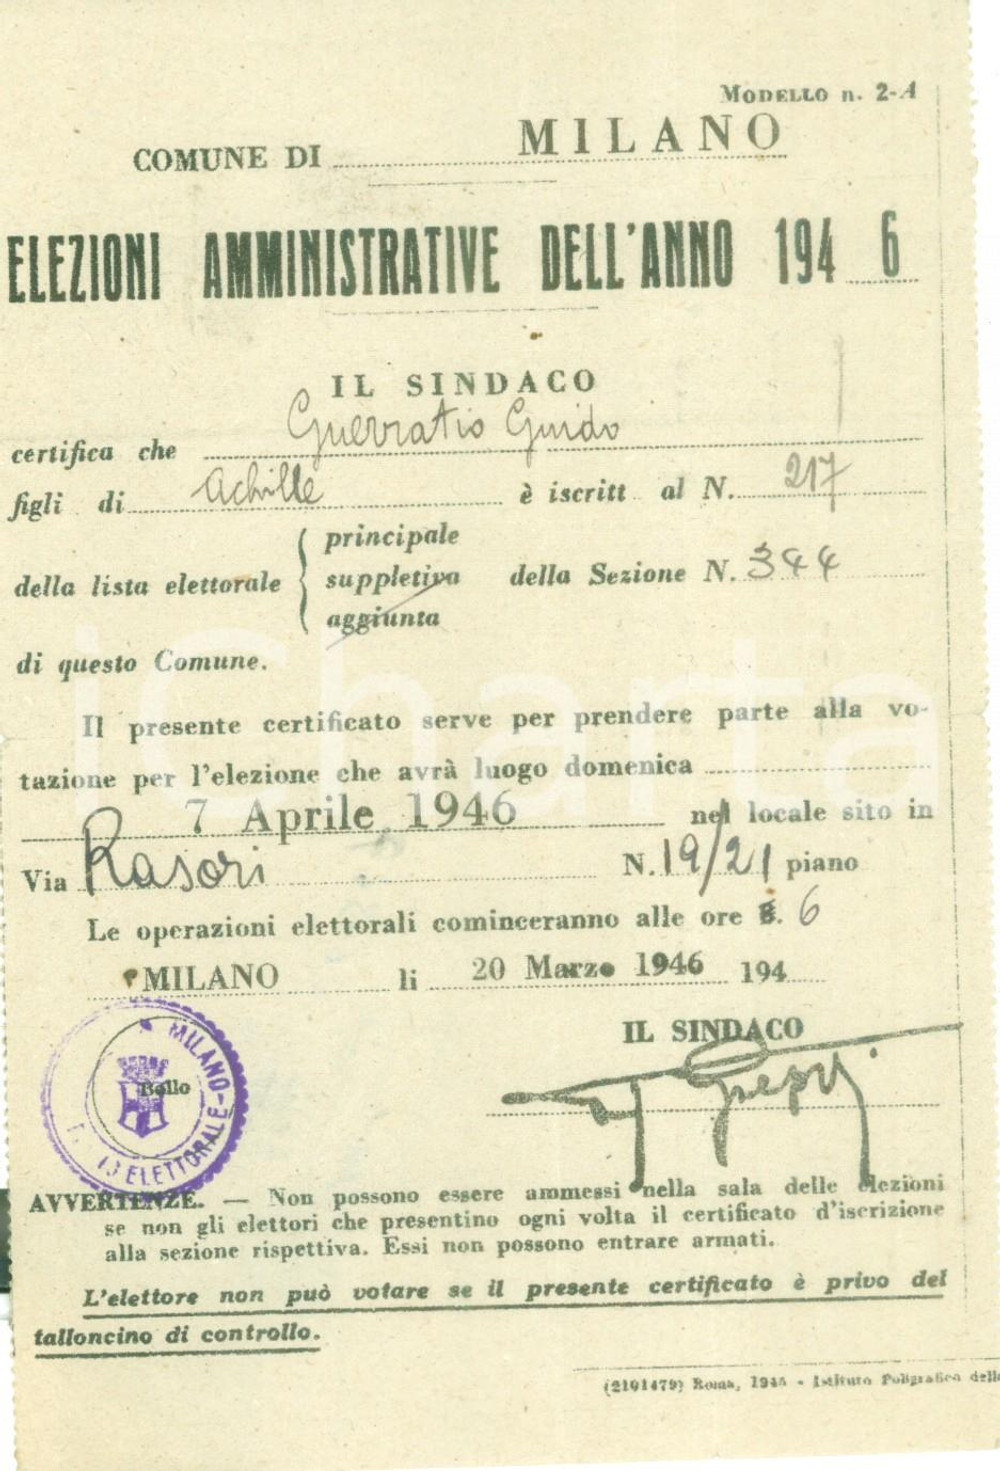 Modello n. 2-A
COMUNE DI MILANO
ELEZIONI AMMINISTRATIVE DELL'ANNO 194 6
IL SINDACO
certifica che Guerratio Guido
figli di Achille è iscritt al N. 217
principale
della lista elettorale suppletiva della Sezione N. 344
aggiunta
di questo Comune.
Il presente certificato serve per prendere parte alla vo-
tazione per l'elezione che avrà luogo domenica
7 Aprile 1946 nel locale sito in
Via Rasori N. 19/21 piano
Le operazioni elettorali cominceranno alle ore 8. 6
MILANO li 20 Marzo 1946 194
IL SINDACO
MILANO - ELETTORALE
Bollo
AVVERTENZE. — Non possono essere ammessi nella sala delle elezioni
se non gli elettori che presentino ogni volta il certificato d'iscrizione
alla sezione rispettiva. Essi non possono entrare armati.
L'elettore non può votare se il presente certificato è privo del
talloncino di controllo.
(2101479) Roma, 1945 - Istituto Poligrafico dello